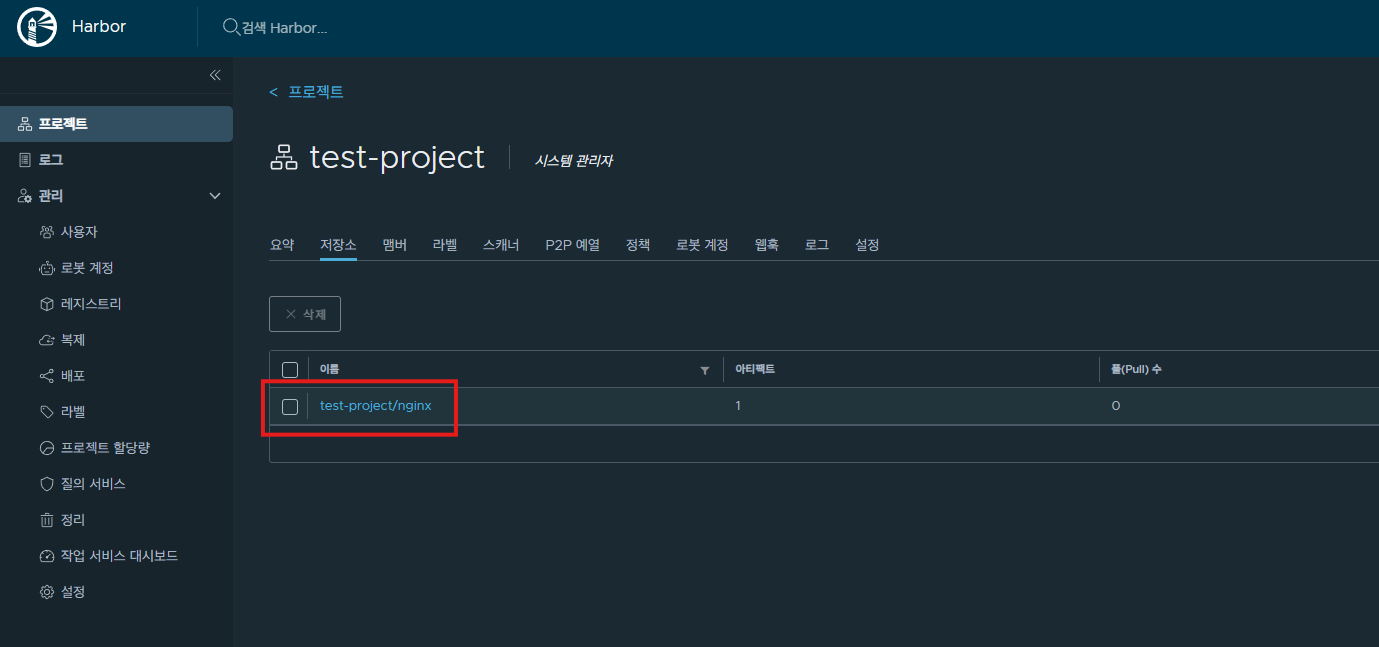 Harbor
검색 Harbor...
프로젝트
로그
관리
사용자
로봇 계정
레지스트리
복제
배포
라벨
프로젝트 할당량
질의 서비스
정리
작업 서비스 대시보드
설정
< 프로젝트
test-project
시스템 관리자
요약 저장소 맴버 라벨 스캐너 P2P 예열 정책 로봇 계정 웹훅 로그 설정
삭제
이름 아티팩트 풀(Pull) 수
test-project/nginx 1 0